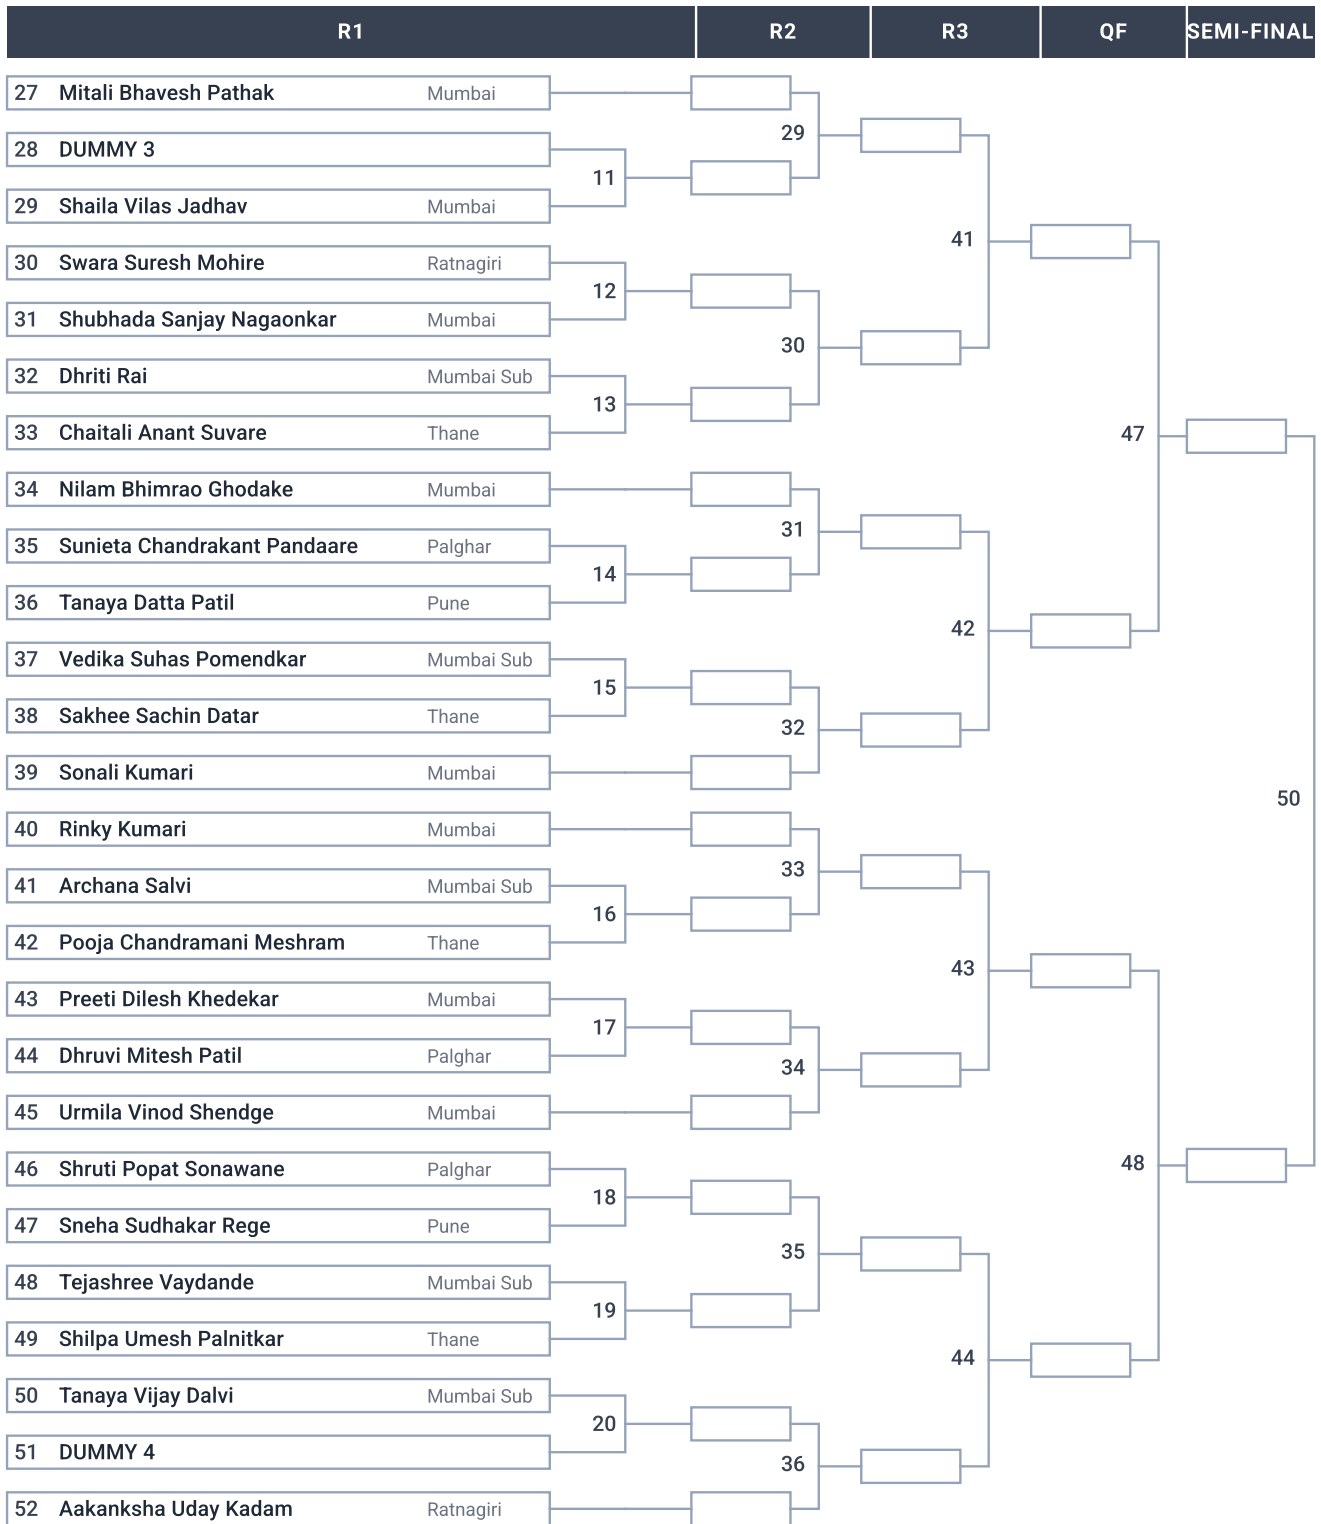 R1 R2 R3 QF SEMI-FINAL
27 Mitali Bhavesh Pathak Mumbai
29
28 DUMMY 3
11
29 Shaila Vilas Jadhav Mumbai
41
30 Swara Suresh Mohire Ratnagiri
12
31 Shubhada Sanjay Nagaonkar Mumbai
30
32 Dhriti Rai Mumbai Sub
13
33 Chaitali Anant Suvare Thane
47
34 Nilam Bhimrao Ghodake Mumbai
31
35 Sunieta Chandrakant Pandaare Palghar
14
36 Tanaya Datta Patil Pune
42
37 Vedika Suhas Pomendkar Mumbai Sub
15
38 Sakhee Sachin Datar Thane
32
39 Sonali Kumari Mumbai
50
40 Rinky Kumari Mumbai
33
41 Archana Salvi Mumbai Sub
16
42 Pooja Chandramani Meshram Thane
43
43 Preeti Dilesh Khedekar Mumbai
17
44 Dhruvi Mitesh Patil Palghar
34
45 Urmila Vinod Shendge Mumbai
48
46 Shruti Popat Sonawane Palghar
18
47 Sneha Sudhakar Rege Pune
35
48 Tejashree Vaydande Mumbai Sub
19
49 Shilpa Umesh Palnitkar Thane
44
50 Tanaya Vijay Dalvi Mumbai Sub
20
51 DUMMY 4
36
52 Aakanksha Uday Kadam Ratnagiri